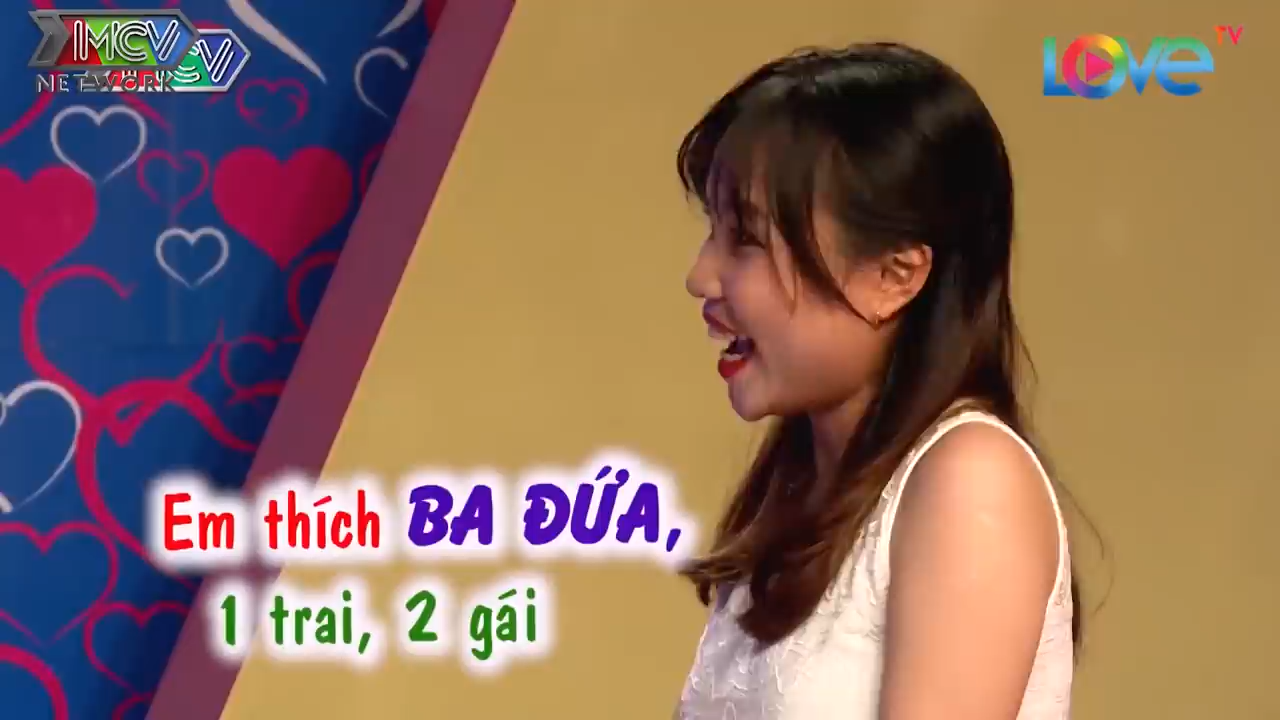 MCV
NETWORK
LOVE TV
Em thích BA ĐỨA,
1 trai, 2 gái